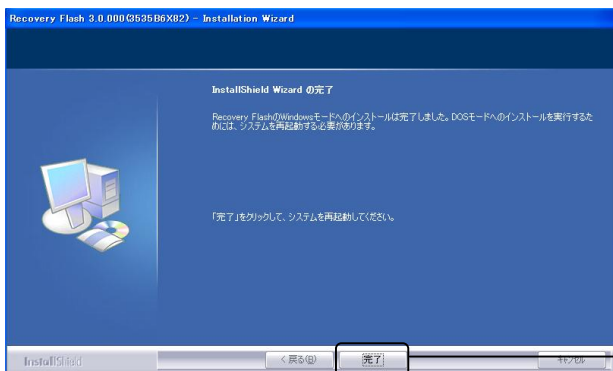 Recovery Flash 3.0.000(3535B6X82) - Installation Wizard
InstallShield Wizard の完了
Recovery FlashのWindowsモードへのインストールは完了しました。DOSモードへのインストールを実行するた
めには、システムを再起動する必要があります。
「完了」をクリックして、システムを再起動してください。
InstallShield
< 戻る(B)
完了
キャンセル